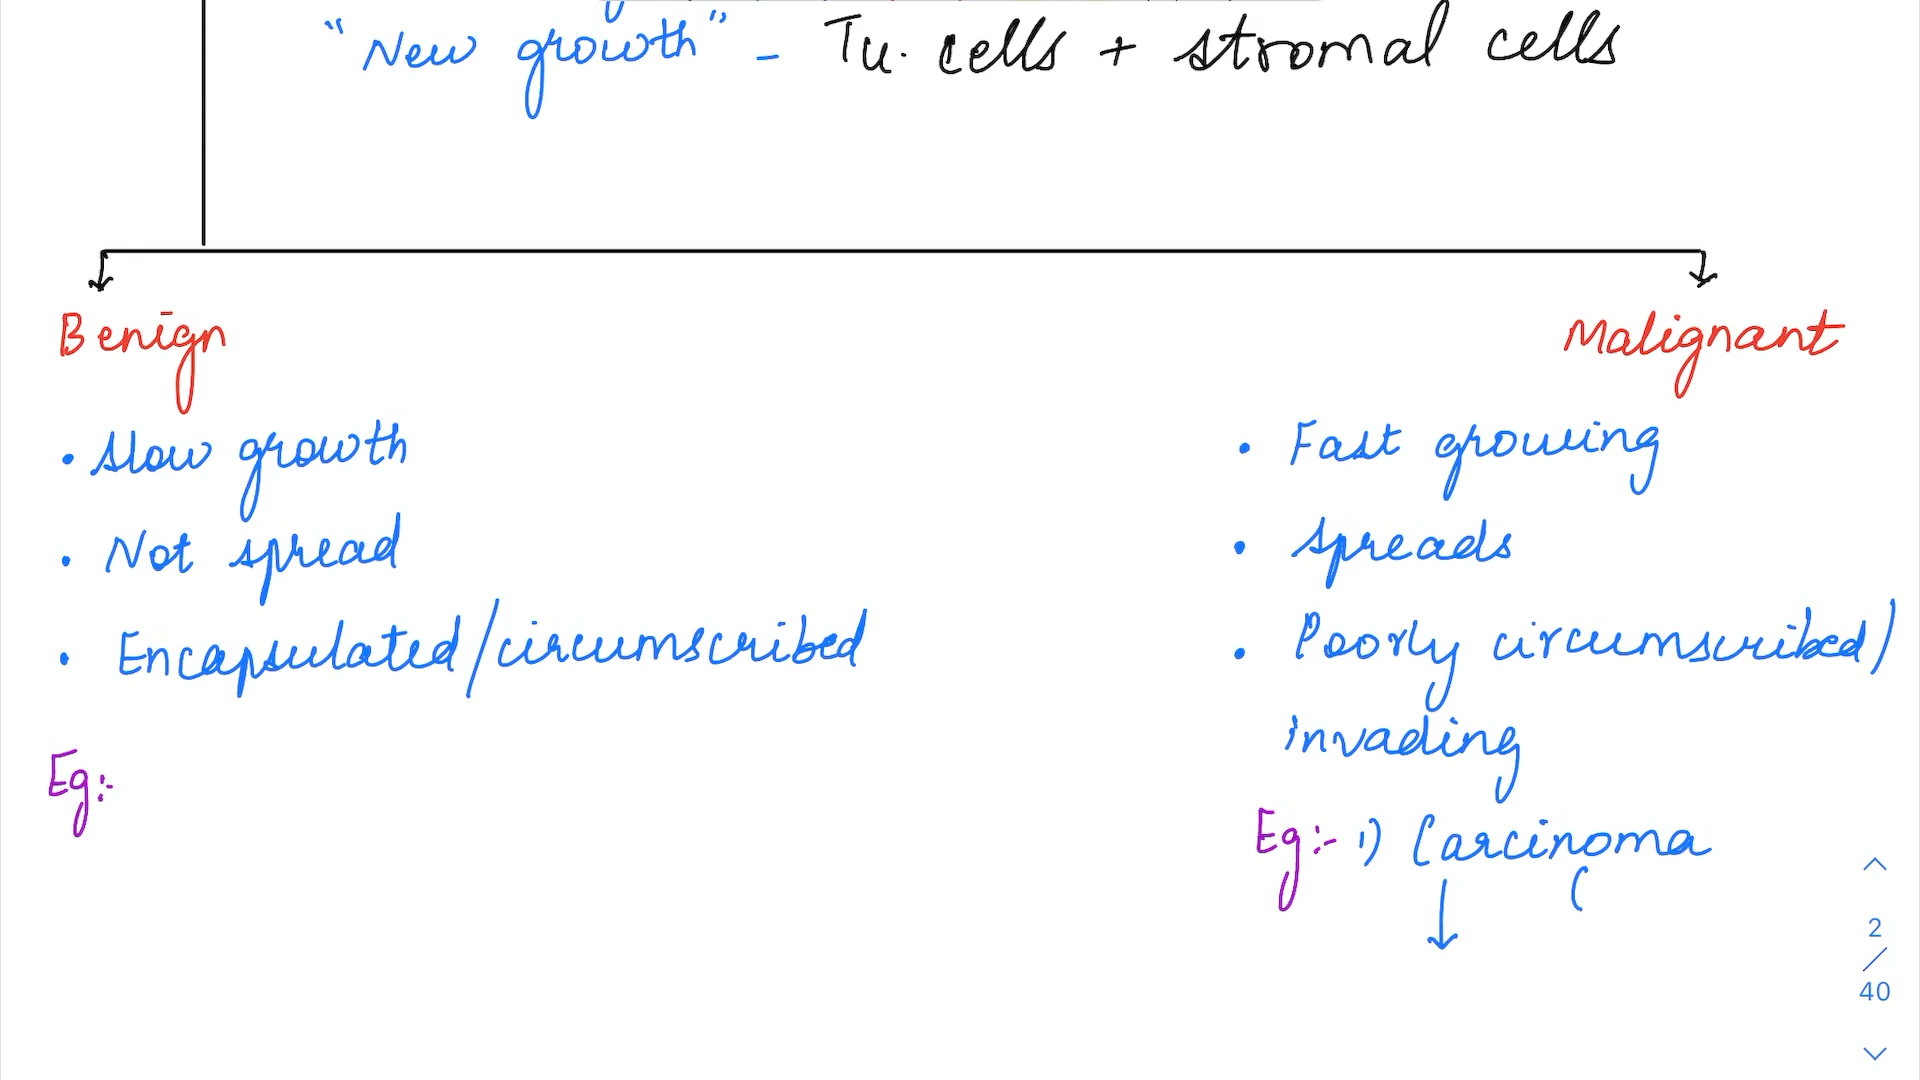 "New growth" - Tu. cells + stromal cells
Benign
Malignant
• Slow growth
• Not spread
• Encapsulated/circumscribed
Eg:-
• Fast growing
• Spreads
• Poorly circumscribed/
invading
Eg:- 1) Carcinoma
(
2
/
40